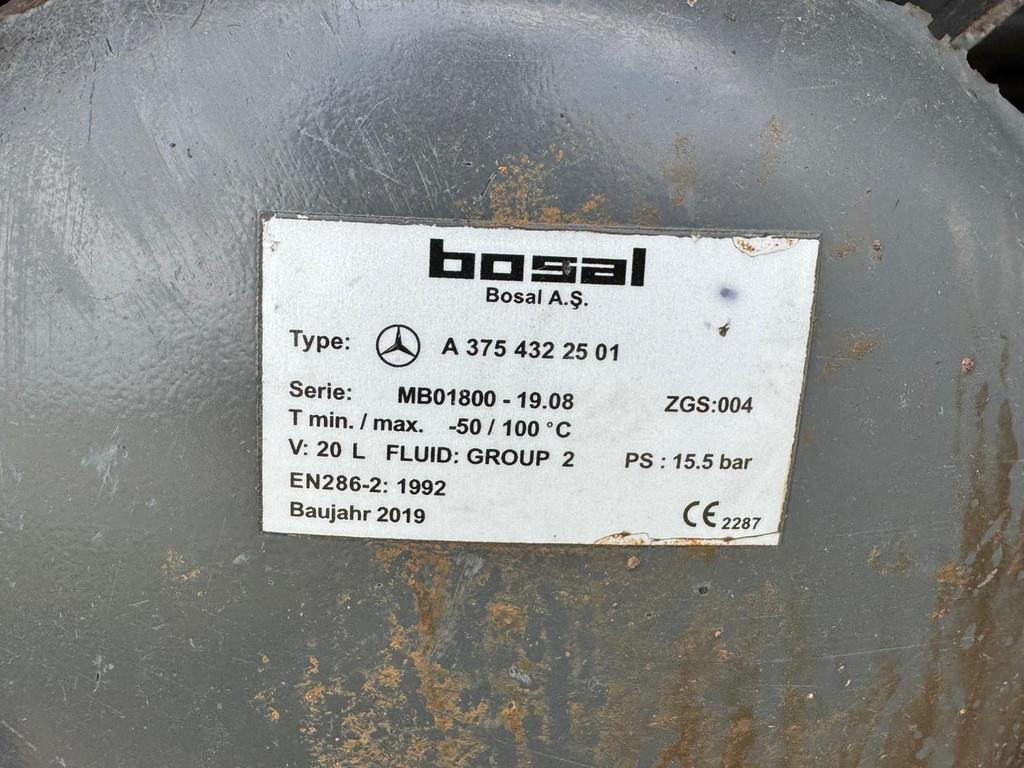 bosal
Bosal A.Ş.
Type: A 375 432 25 01
Serie: MB01800 - 19.08 ZGS:004
T min. / max. -50 / 100 °C
V: 20 L FLUID: GROUP 2 PS : 15.5 bar
EN286-2: 1992
Baujahr 2019 CE 2287